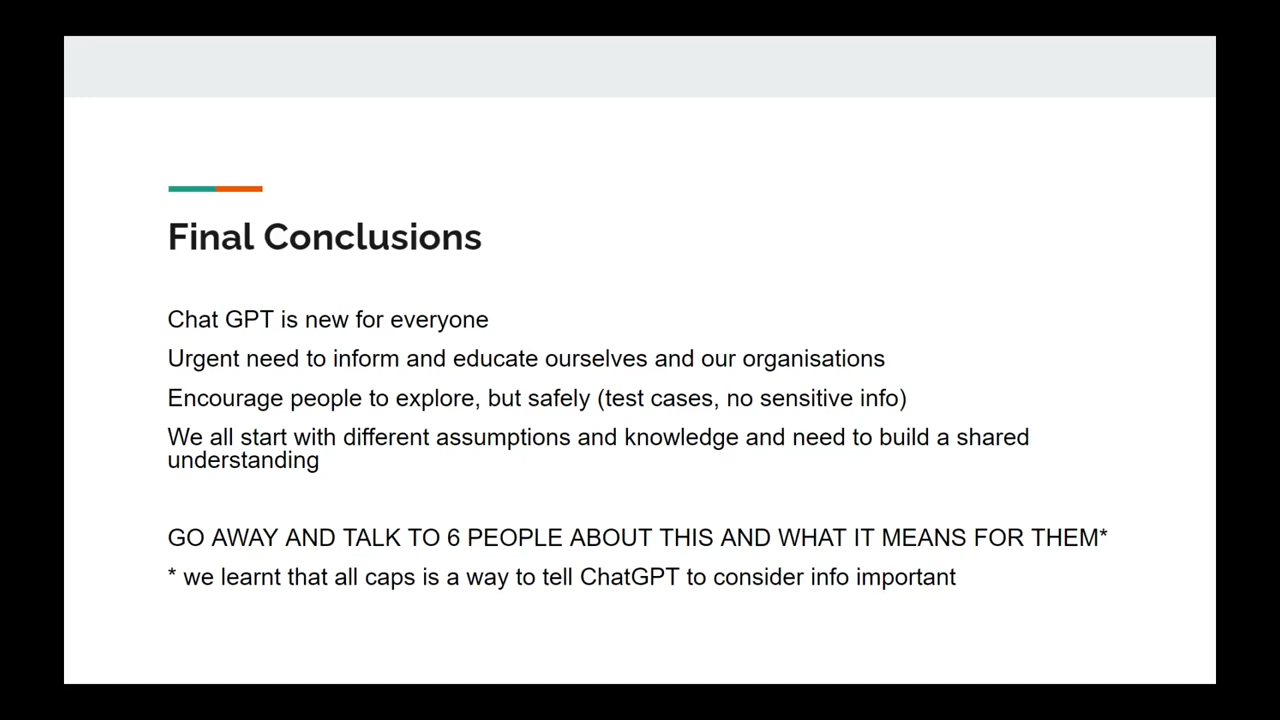 Final Conclusions
Chat GPT is new for everyone
Urgent need to inform and educate ourselves and our organisations
Encourage people to explore, but safely (test cases, no sensitive info)
We all start with different assumptions and knowledge and need to build a shared
understanding
GO AWAY AND TALK TO 6 PEOPLE ABOUT THIS AND WHAT IT MEANS FOR THEM*
* we learnt that all caps is a way to tell ChatGPT to consider info important